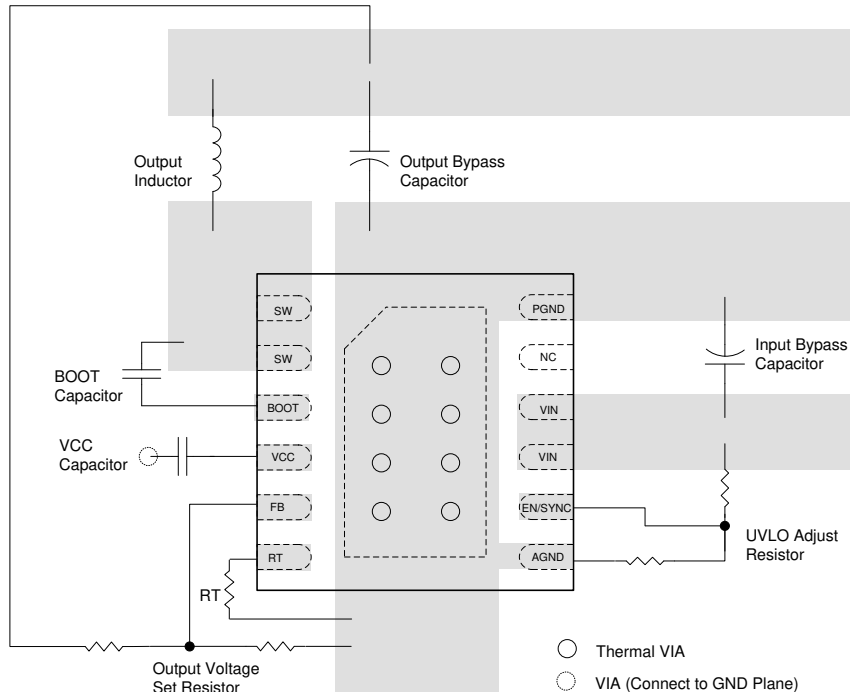 Output
Inductor
Output Bypass
Capacitor
SW
PGND
SW
NC
Input Bypass
Capacitor
BOOT
Capacitor
BOOT
VIN
VCC
Capacitor
VCC
VIN
FB
EN/SYNC
UVLO Adjust
Resistor
RT
AGND
RT
Output Voltage
Set Resistor
Thermal VIA
VIA (Connect to GND Plane)